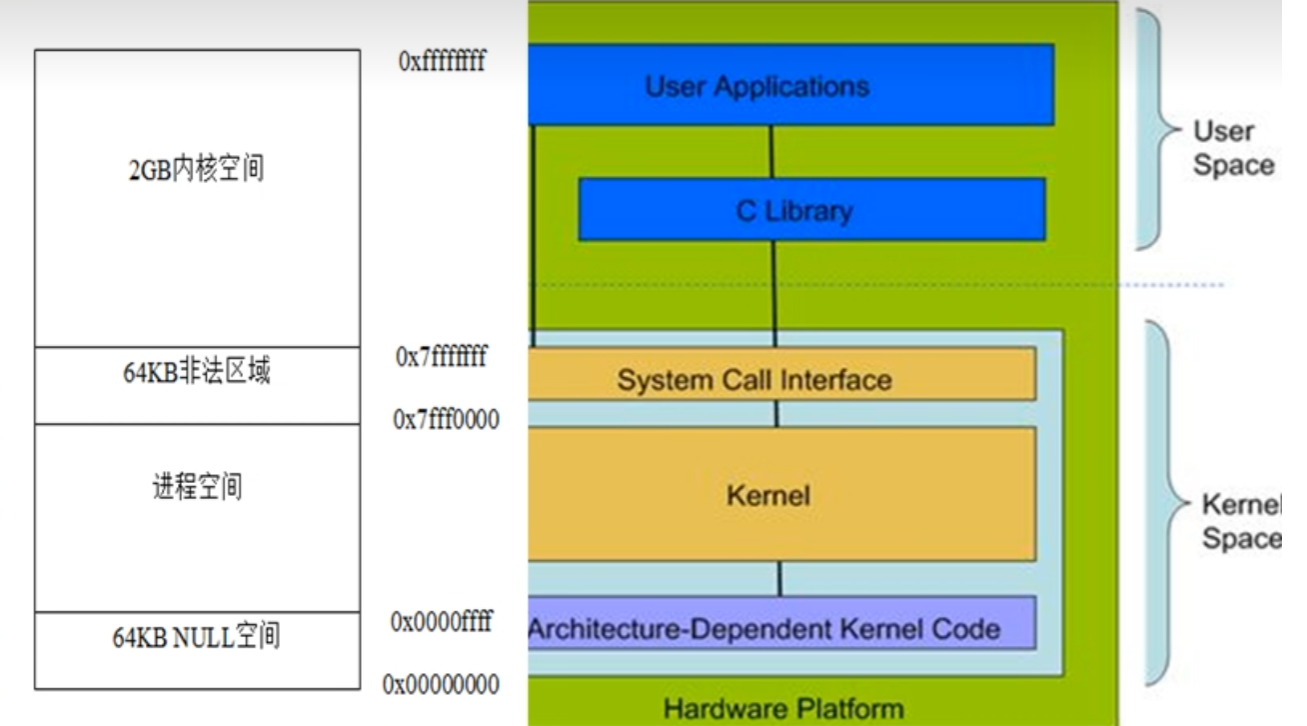 0xffffffff
2GB内核空间
0x7fffffff
64KB非法区域
0x7fff0000
进程空间
0x0000ffff
64KB NULL空间
0x00000000
User Applications
C Library
User
Space
System Call Interface
Kernel
Architecture-Dependent Kernel Code
Kernel
Space
Hardware Platform